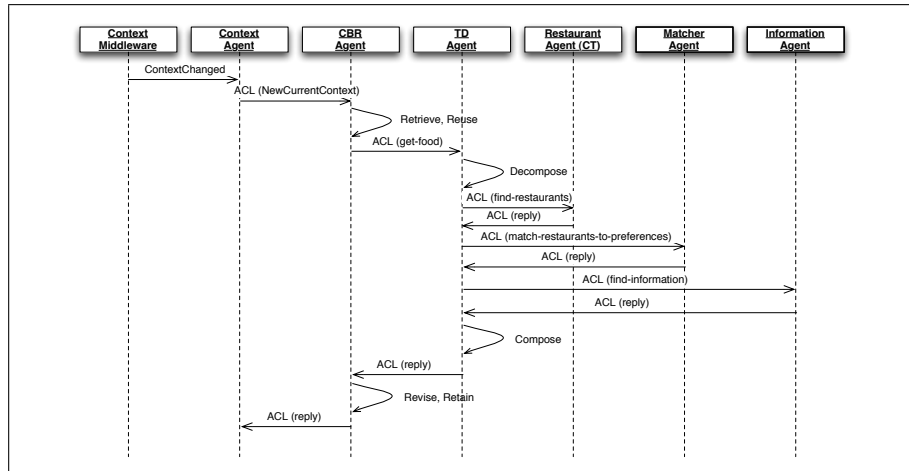 Context
Middleware
Context
Agent
CBR
Agent
TD
Agent
Restaurant
Agent (CT)
Matcher
Agent
Information
Agent
ContextChanged
ACL (NewCurrentContext)
Retrieve, Reuse
ACL (get-food)
Decompose
ACL (find-restaurants)
ACL (reply)
ACL (match-restaurants-to-preferences)
ACL (reply)
ACL (find-information)
ACL (reply)
Compose
ACL (reply)
Revise, Retain
ACL (reply)